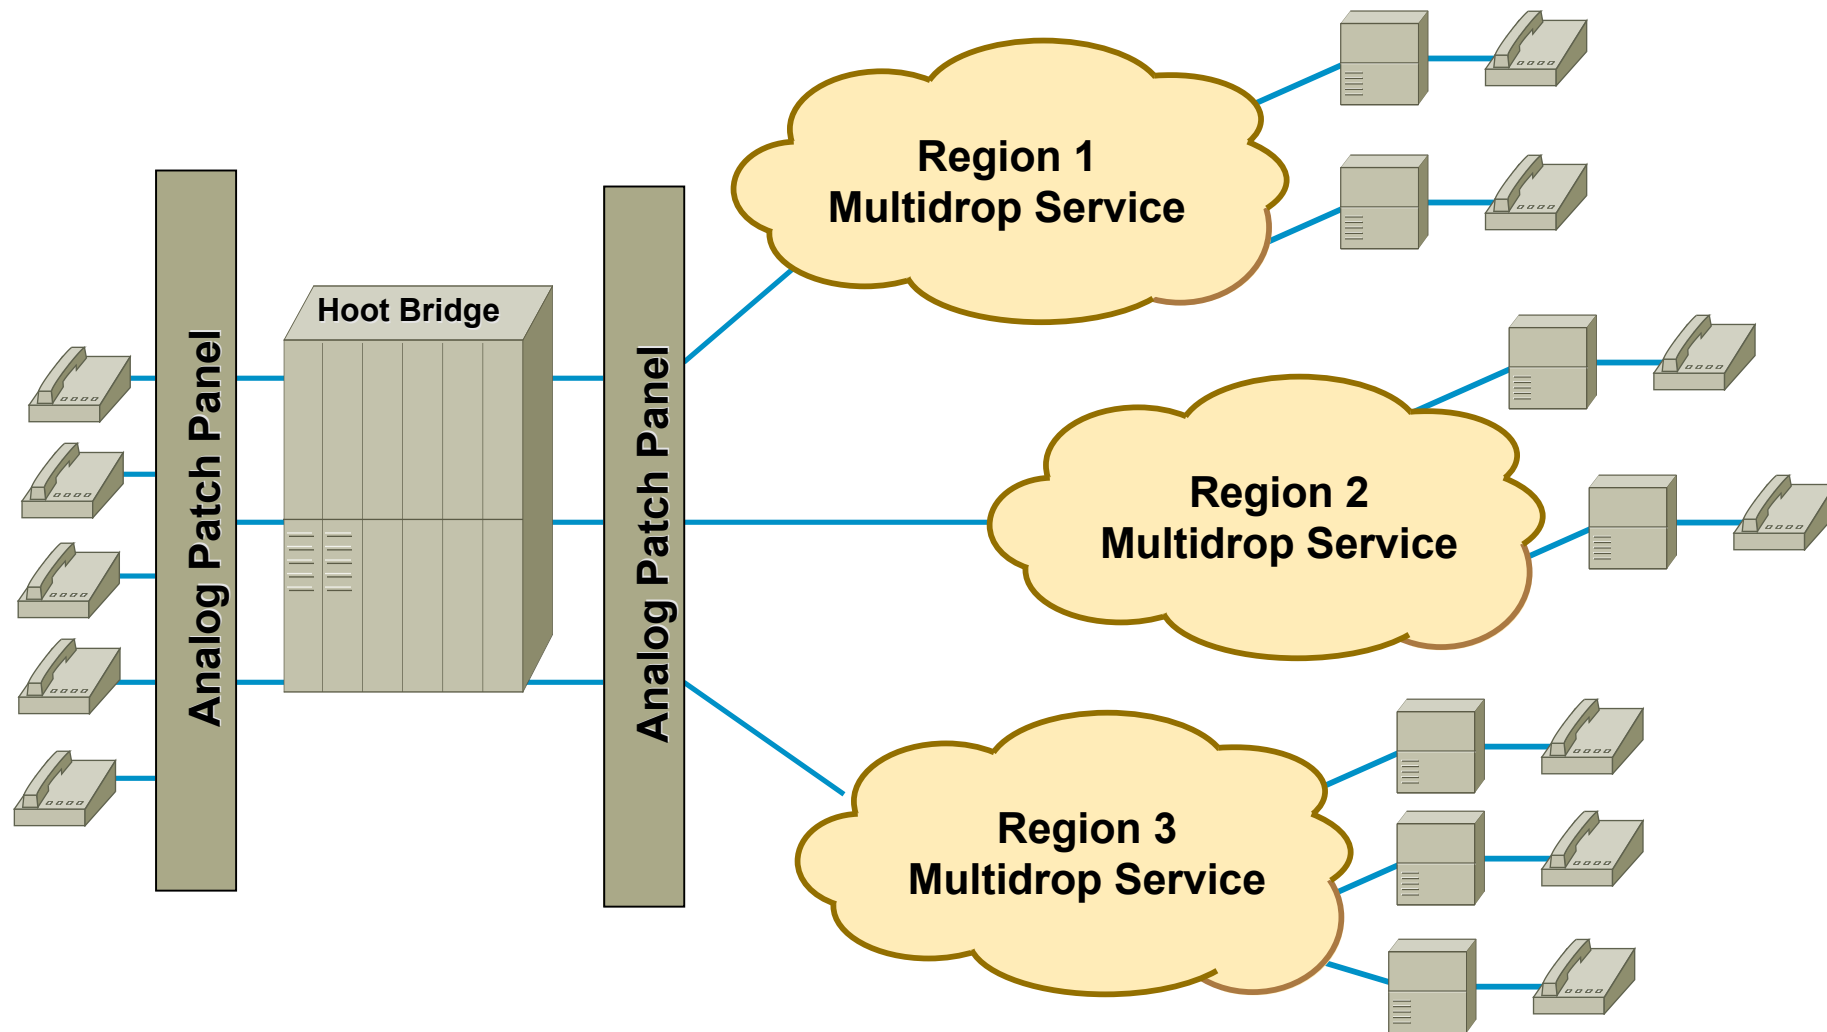 Analog Patch Panel
Hoot Bridge
Analog Patch Panel
Region 1
Multidrop Service
Region 2
Multidrop Service
Region 3
Multidrop Service